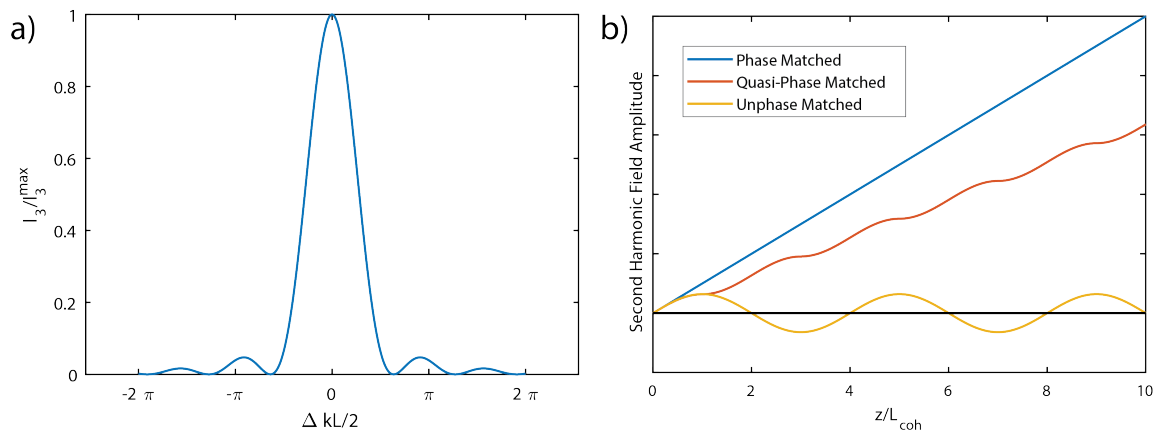 a)
1
0.8
0.6
0.4
0.2
0
I3/I3max
-2 π
-π
0
π
2 π
Δ kL/2
b)
Phase Matched
Quasi-Phase Matched
Unphase Matched
Second Harmonic Field Amplitude
0
2
4
6
8
10
z/Lcoh